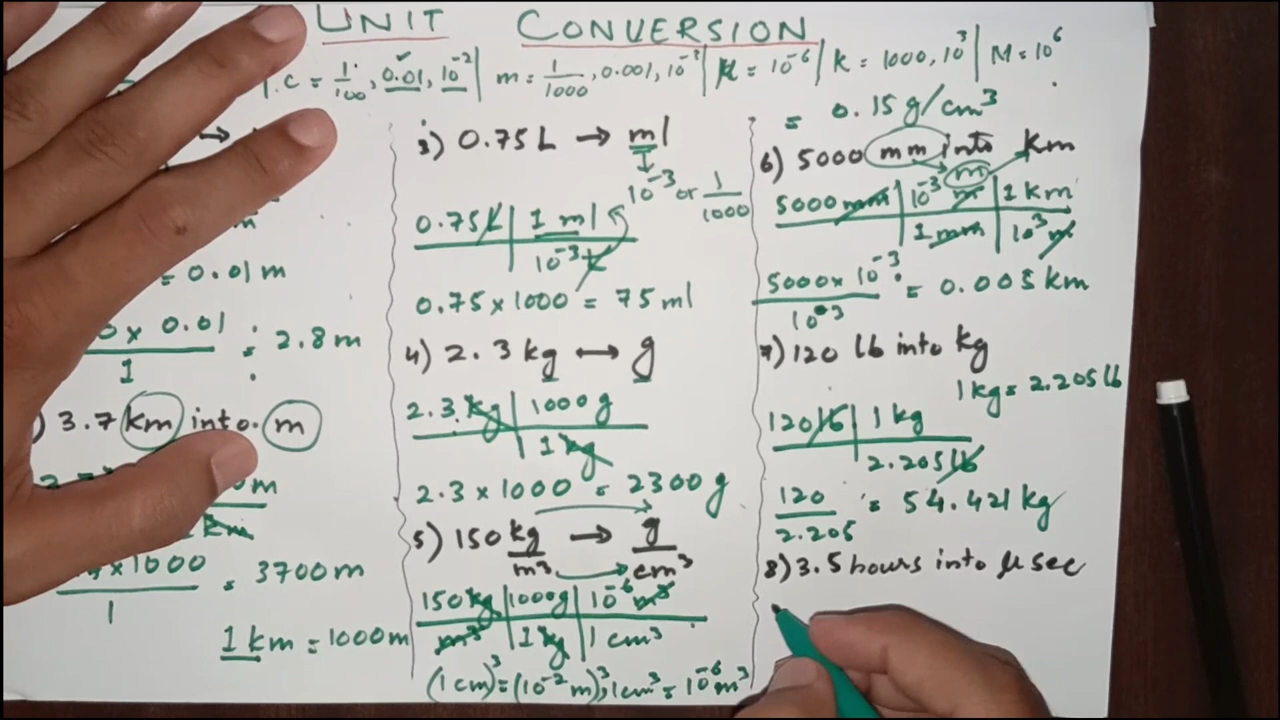 UNIT CONVERSION
c = 1/100, 0.01, 10⁻² | m = 1/1000, 0.001, 10⁻³ | μ = 10⁻⁶ | k = 1000, 10³ | M = 10⁶
= 0.01 m
x 0.01
1
= 2.8 m
) 3.7 km into m
m
1 km
x 1000
1
= 3700 m
1 km = 1000 m
3) 0.75 L → ml
10⁻³ or 1/1000
0.75 L | 1 ml
10⁻³ L
0.75 x 1000 = 75 ml
4) 2.3 kg → g
2.3 kg | 1000 g
1 kg
2.3 x 1000 = 2300 g
5) 150 kg/m³ → g/cm³
150 kg | 1000 g | 10⁻⁶ m³
m³ | 1 kg | 1 cm³
(1 cm)³ = (10⁻² m)³, 1 cm³ = 10⁻⁶ m³
= 0.15 g/cm³
6) 5000 mm into km
m
5000 mm | 10⁻³ m | 1 km
1 mm | 10³ m
5000 x 10⁻³
10³
= 0.005 km
7) 120 lb into kg
1 kg = 2.205 lb
120 lb | 1 kg
2.205 lb
120
2.205
= 54.421 kg
8) 3.5 hours into μ sec